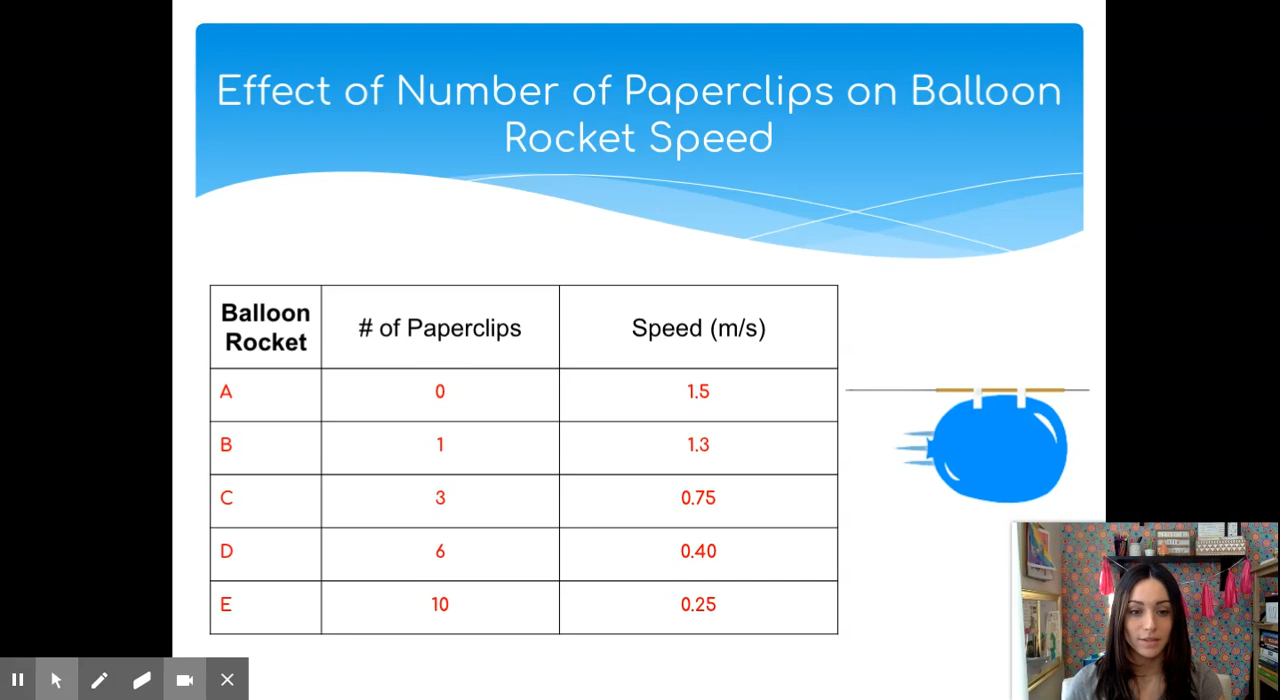 Effect of Number of Paperclips on Balloon
Rocket Speed
Balloon
Rocket
# of Paperclips
Speed (m/s)
A
0
1.5
B
1
1.3
C
3
0.75
D
6
0.40
E
10
0.25